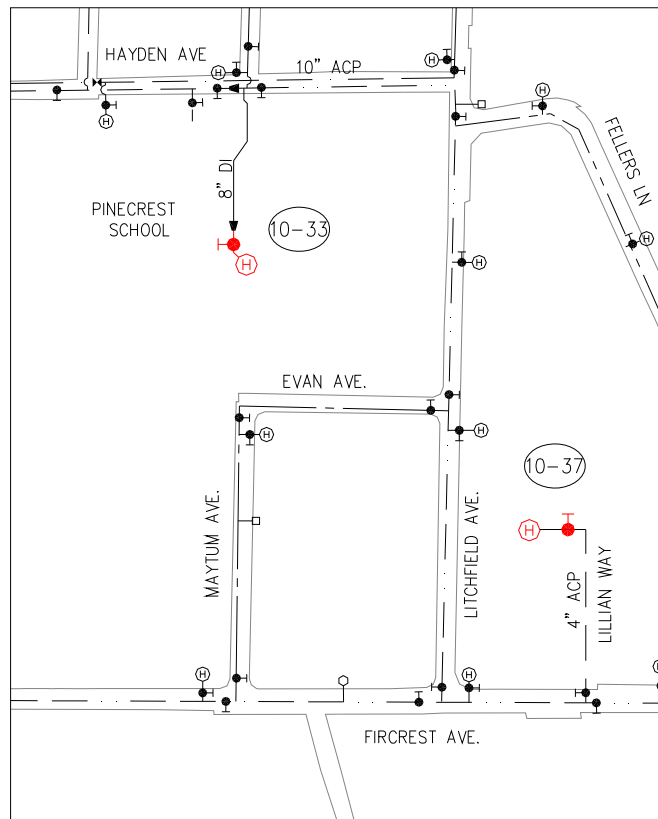 HAYDEN AVE
10" ACP
H
H
H
H
H
FELLERS LN
8" DI
PINECREST
SCHOOL
10-33
H
H
H
EVAN AVE.
H
H
10-37
MAYTUM AVE.
LITCHFIELD AVE.
H
4" ACP
LILLIAN WAY
H
H
H
FIRCREST AVE.